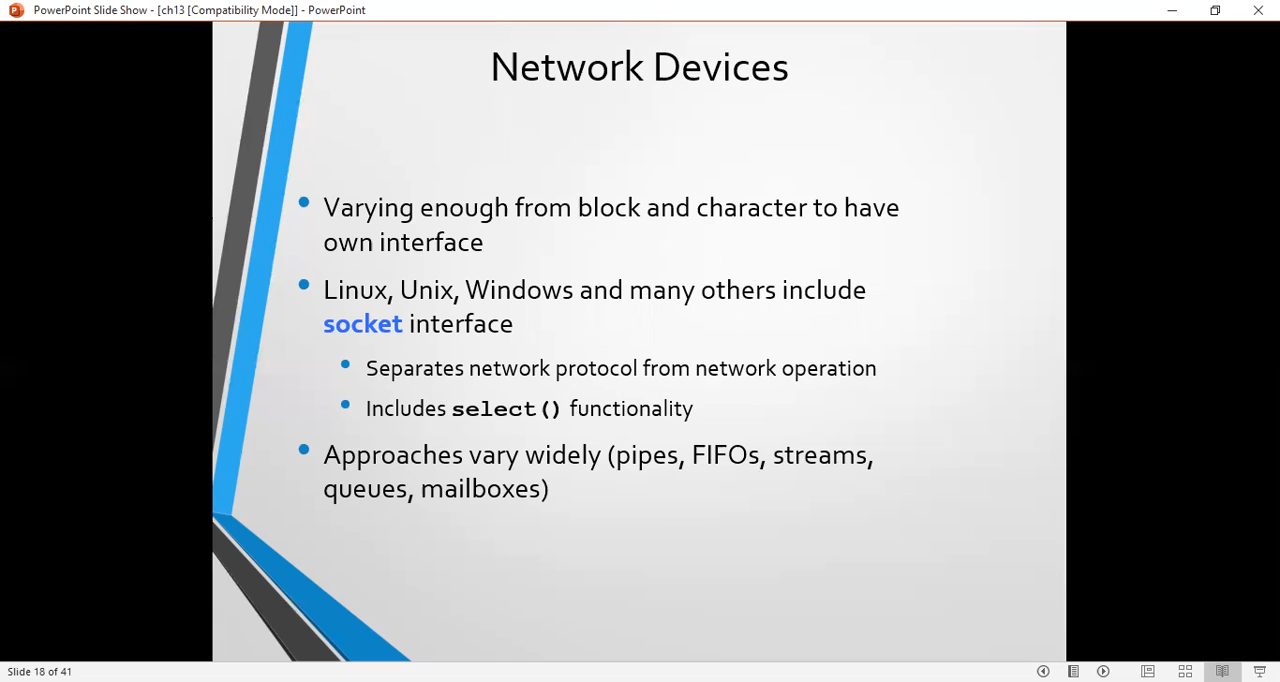 PowerPoint Slide Show - [ch13 [Compatibility Mode]] - PowerPoint
Network Devices
Varying enough from block and character to have
own interface
Linux, Unix, Windows and many others include
socket interface
Separates network protocol from network operation
Includes select() functionality
Approaches vary widely (pipes, FIFOs, streams,
queues, mailboxes)
Slide 18 of 41